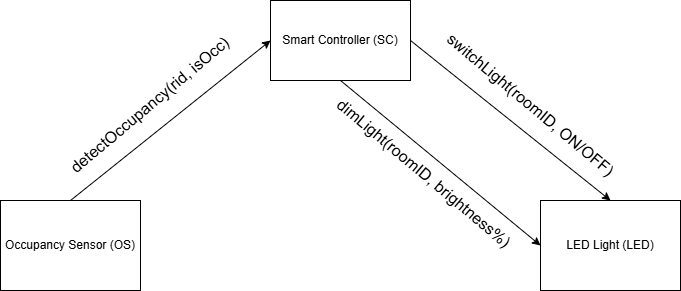 Smart Controller (SC)
detectOccupancy(rid, isOcc)
switchLight(roomID, ON/OFF)
dimLight(roomID, brightness%)
Occupancy Sensor (OS)
LED Light (LED)